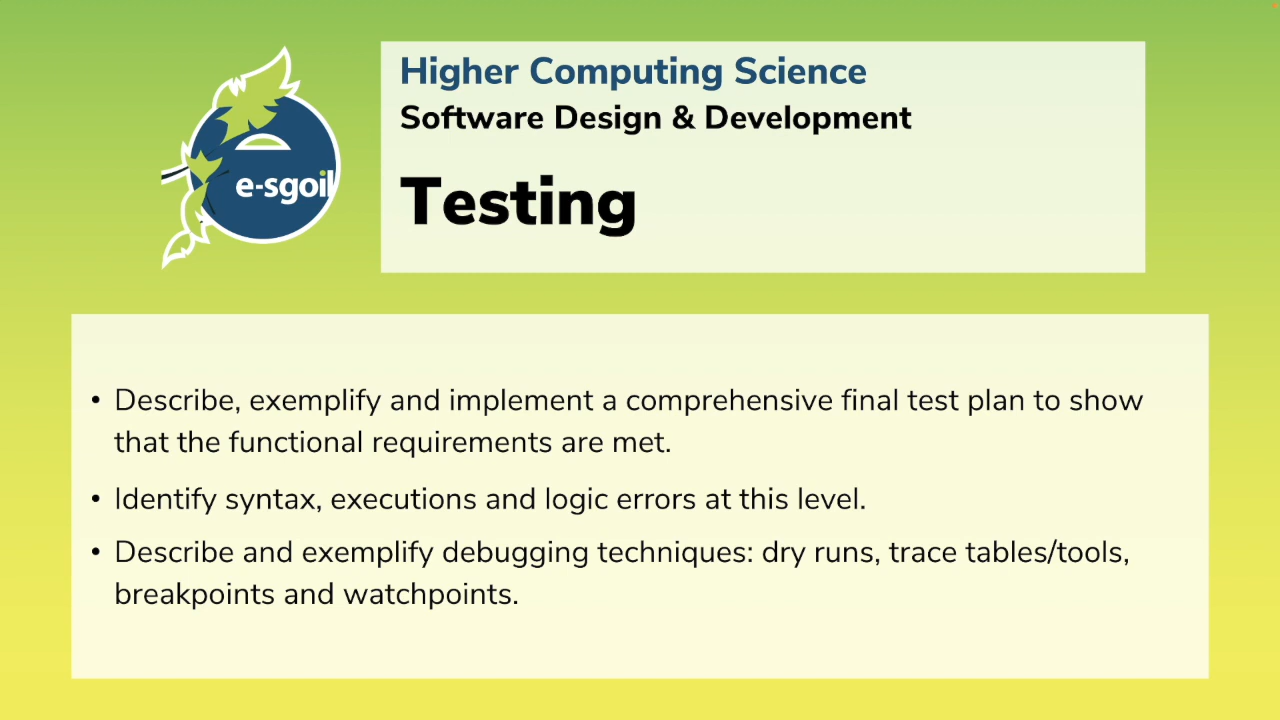 Higher Computing Science
Software Design & Development
e-sgoil
Testing
• Describe, exemplify and implement a comprehensive final test plan to show
that the functional requirements are met.
• Identify syntax, executions and logic errors at this level.
• Describe and exemplify debugging techniques: dry runs, trace tables/tools,
breakpoints and watchpoints.